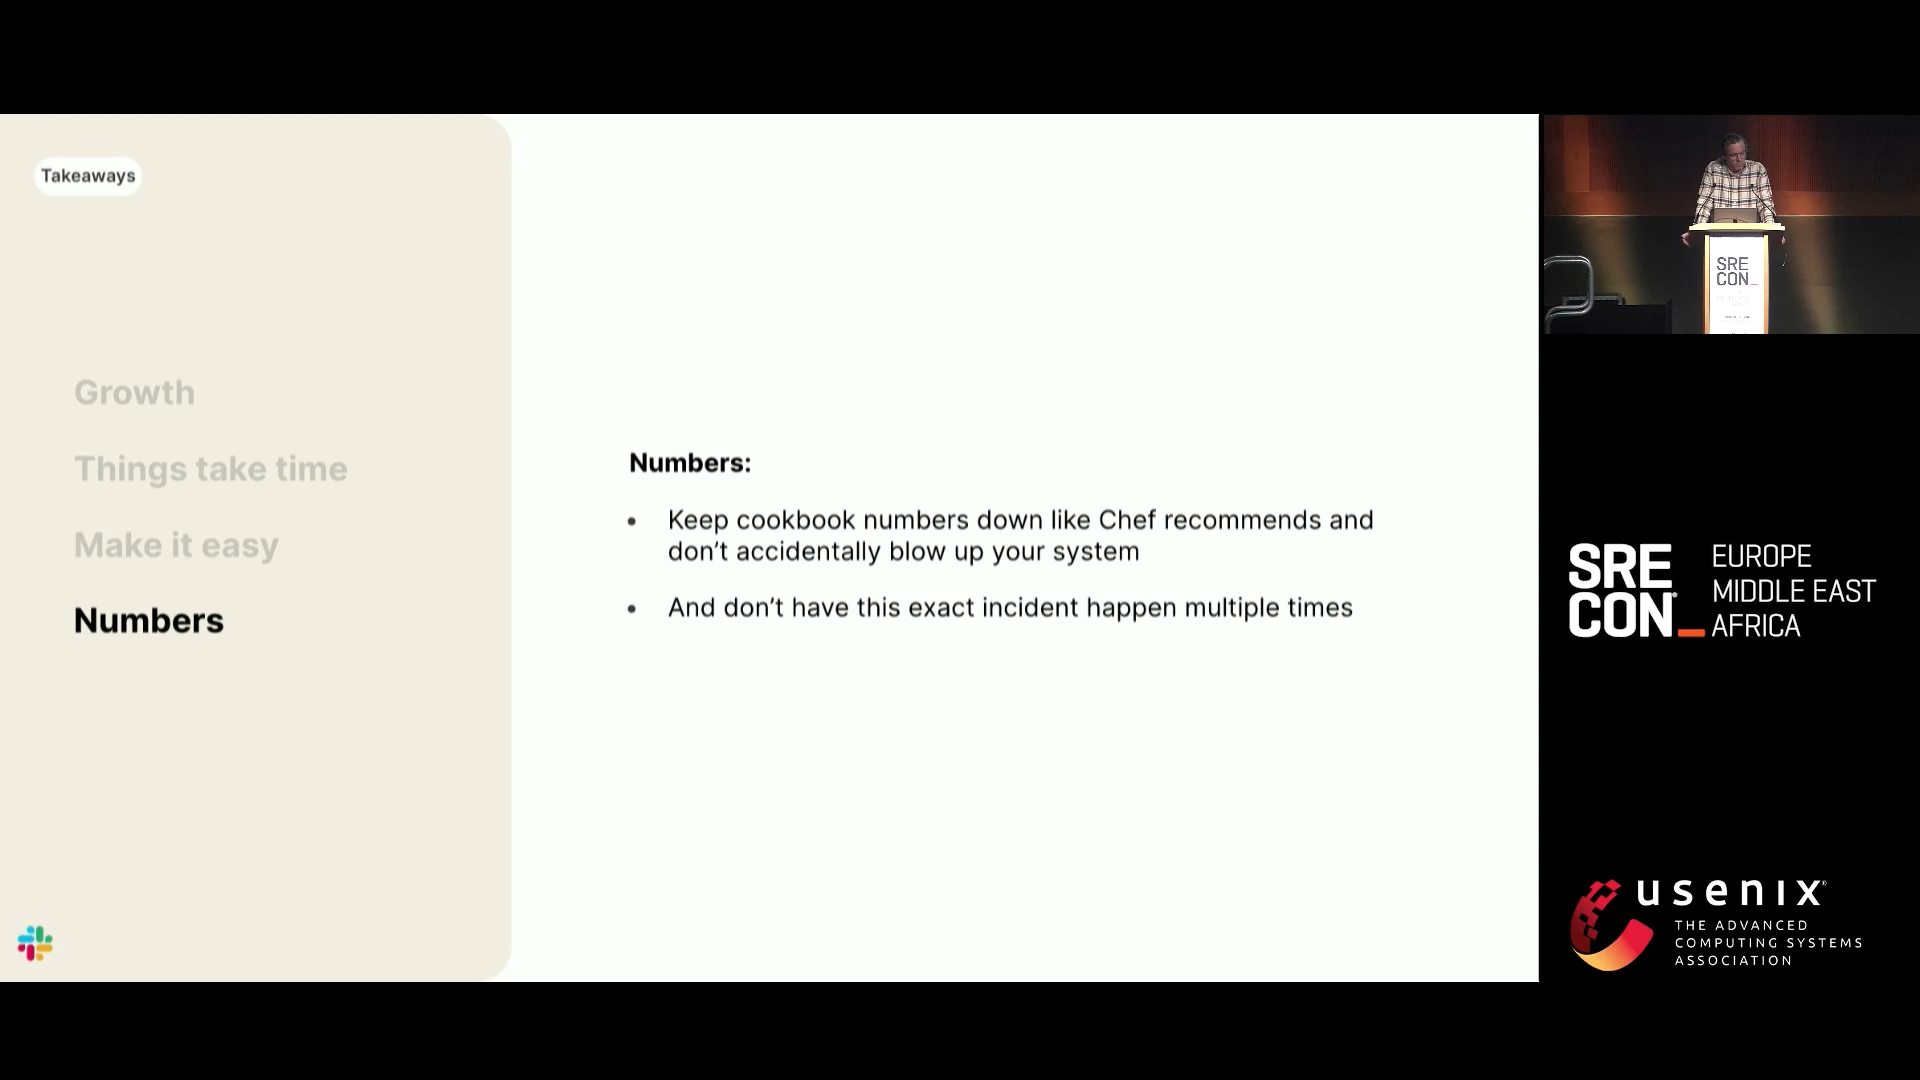 Takeaways
Growth
Things take time
Make it easy
Numbers
Numbers:
• Keep cookbook numbers down like Chef recommends and
don’t accidentally blow up your system
• And don’t have this exact incident happen multiple times
SRE
CON_
SRE
CON_
EUROPE
MIDDLE EAST
AFRICA
usenix
THE ADVANCED
COMPUTING SYSTEMS
ASSOCIATION